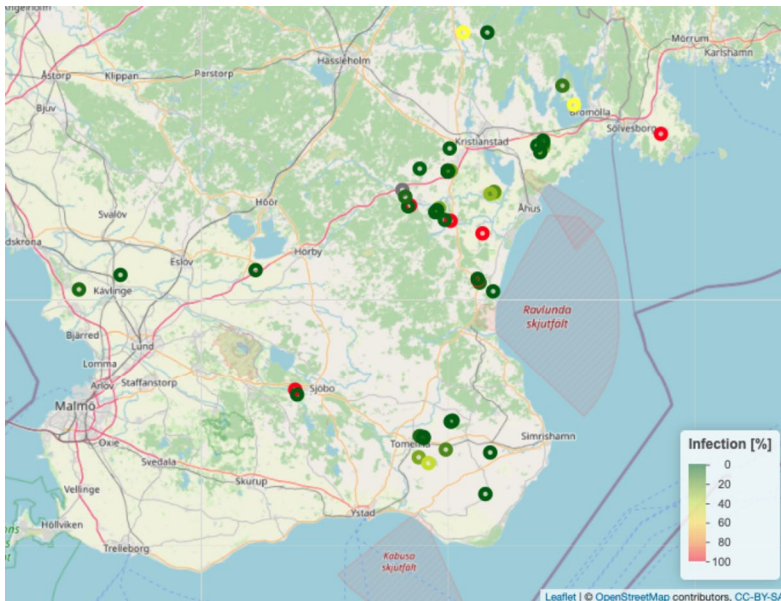 Ängelholm
Hässleholm
Mörrum
Karlshamn
Åstorp
Klippan
Perstorp
Bjuv
Bromölla
Sölvesborg
Kristianstad
Åhus
Svalöv
Höör
Hörby
Eslöv
Kävlinge
Ravlunda
skjutfält
Bjärred
Lund
Lomma
Arlöv
Staffanstorp
Sjöbo
Malmö
Oxie
Svedala
Skurup
Tomelilla
Simrishamn
Vellinge
Höllviken
Trelleborg
Ystad
Kabusa
skjutfält
Infection [%]
0
20
40
60
80
100
Leaflet | © OpenStreetMap contributors, CC-BY-SA